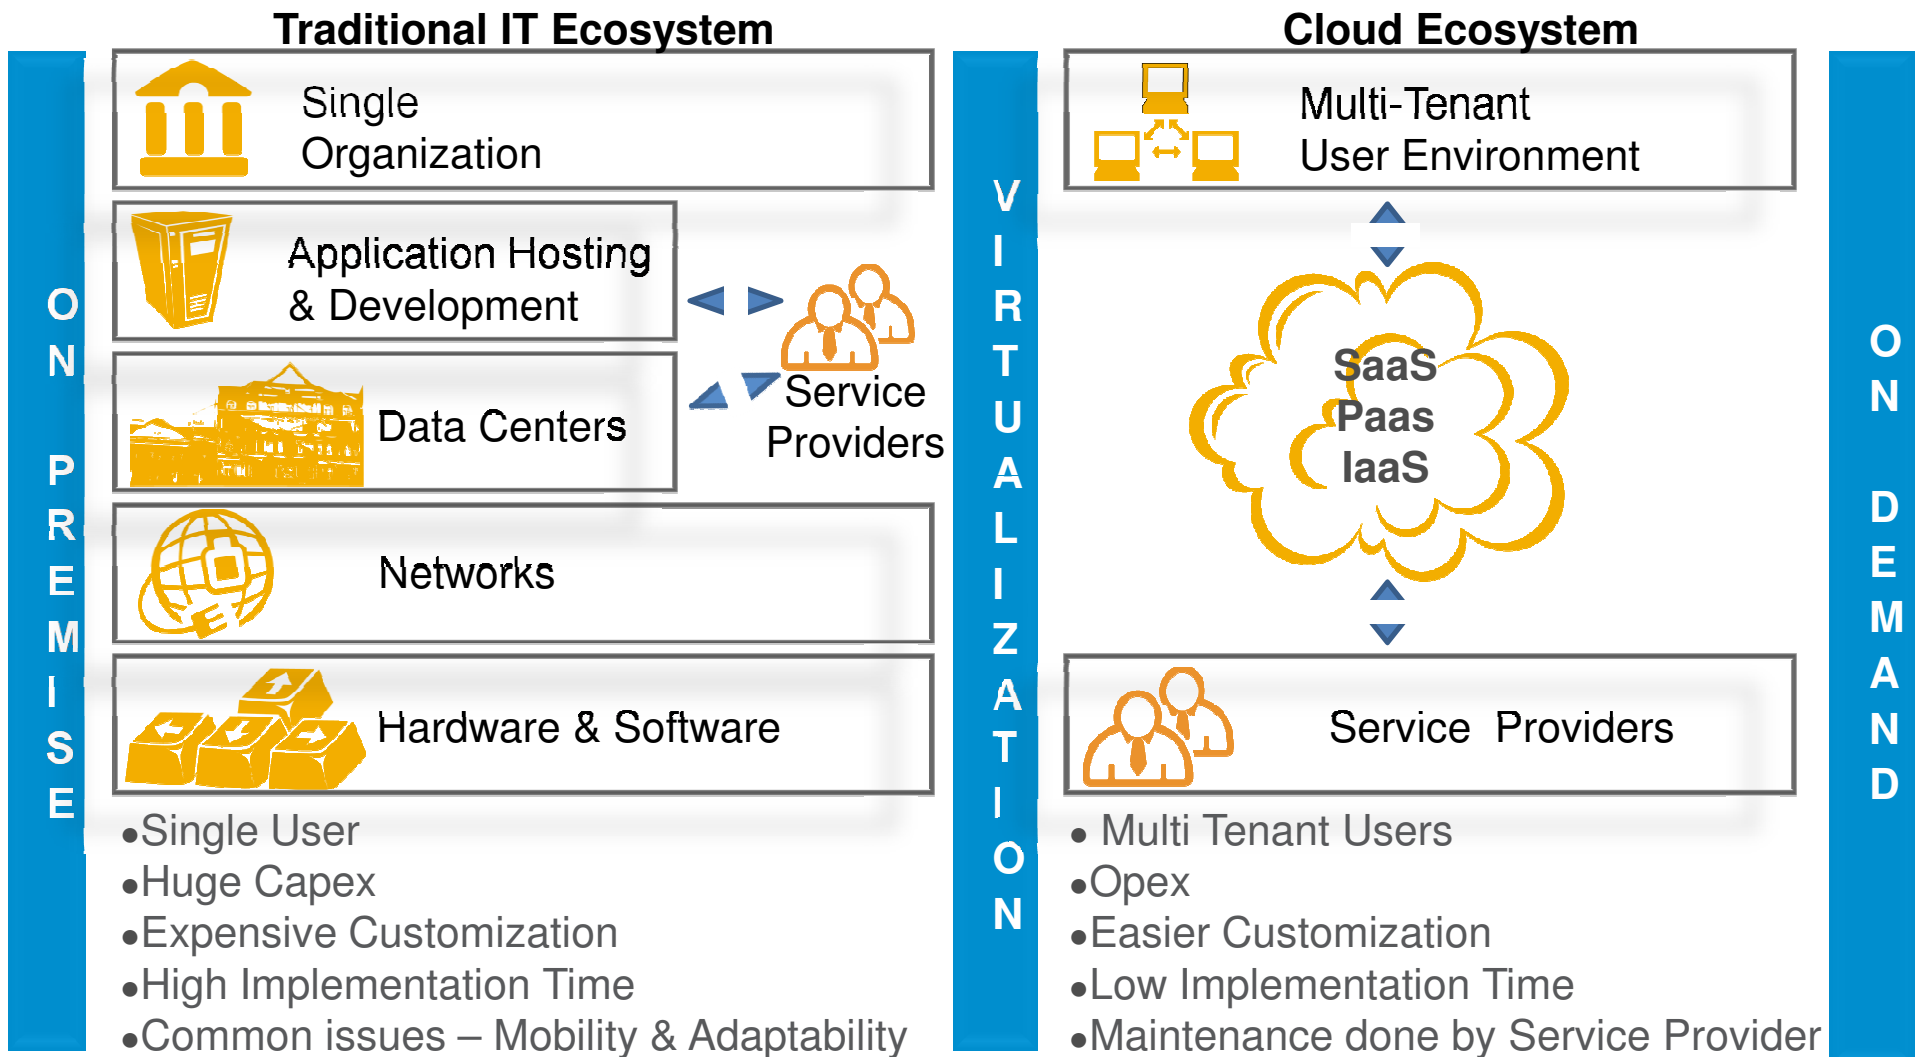 Traditional IT Ecosystem
ON PREMISE
Single
Organization
Application Hosting
& Development
Data Centers
Service
Providers
Networks
Hardware & Software
●Single User
●Huge Capex
●Expensive Customization
●High Implementation Time
●Common issues – Mobility & Adaptability
VIRTUALIZATION
Cloud Ecosystem
Multi-Tenant
User Environment
SaaS
Paas
IaaS
Service Providers
● Multi Tenant Users
●Opex
●Easier Customization
●Low Implementation Time
●Maintenance done by Service Provider
ON DEMAND